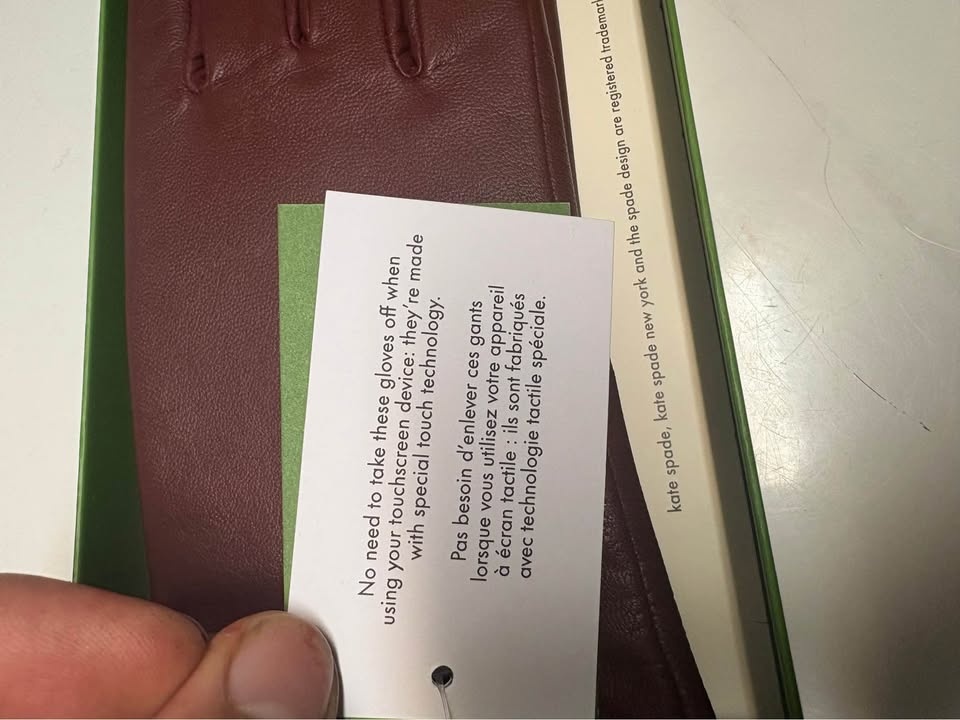 No need to take these gloves off when
using your touchscreen device: they're made
with special touch technology.
Pas besoin d'enlever ces gants
lorsque vous utilisez votre appareil
à écran tactile : ils sont fabriqués
avec technologie tactile spéciale.
kate spade, kate spade new york and the spade design are registered